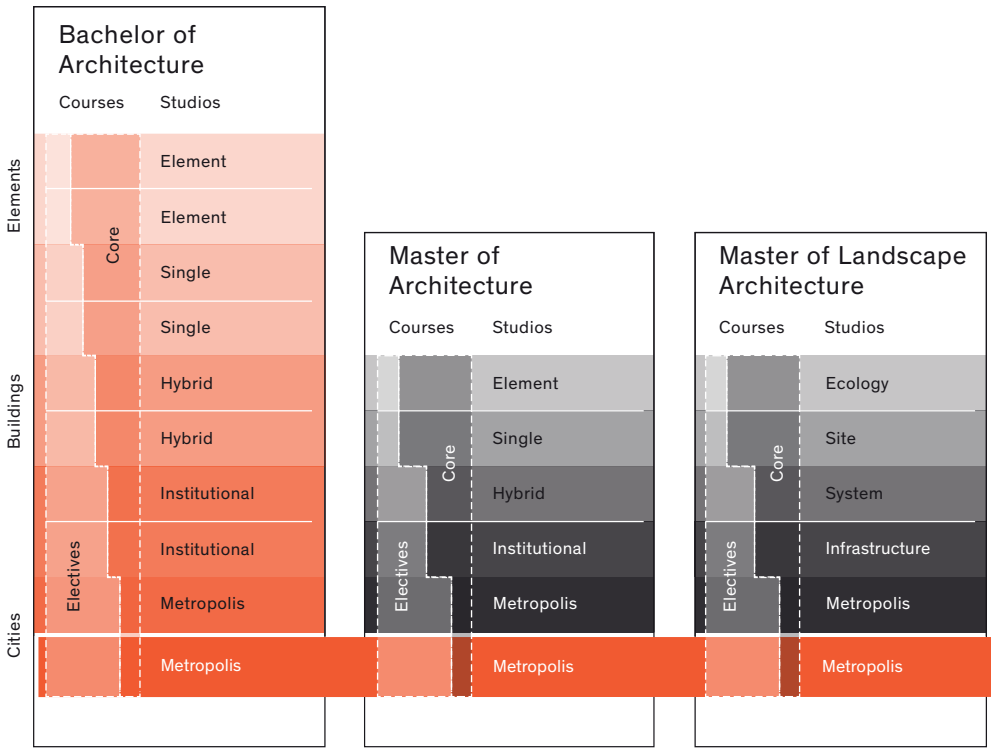 Bachelor of
Architecture
Courses Studios
Elements
Buildings
Cities
Core
Electives
Element
Element
Single
Single
Hybrid
Hybrid
Institutional
Institutional
Metropolis
Metropolis
Master of
Architecture
Courses Studios
Core
Electives
Element
Single
Hybrid
Institutional
Metropolis
Metropolis
Master of Landscape
Architecture
Courses Studios
Core
Electives
Ecology
Site
System
Infrastructure
Metropolis
Metropolis